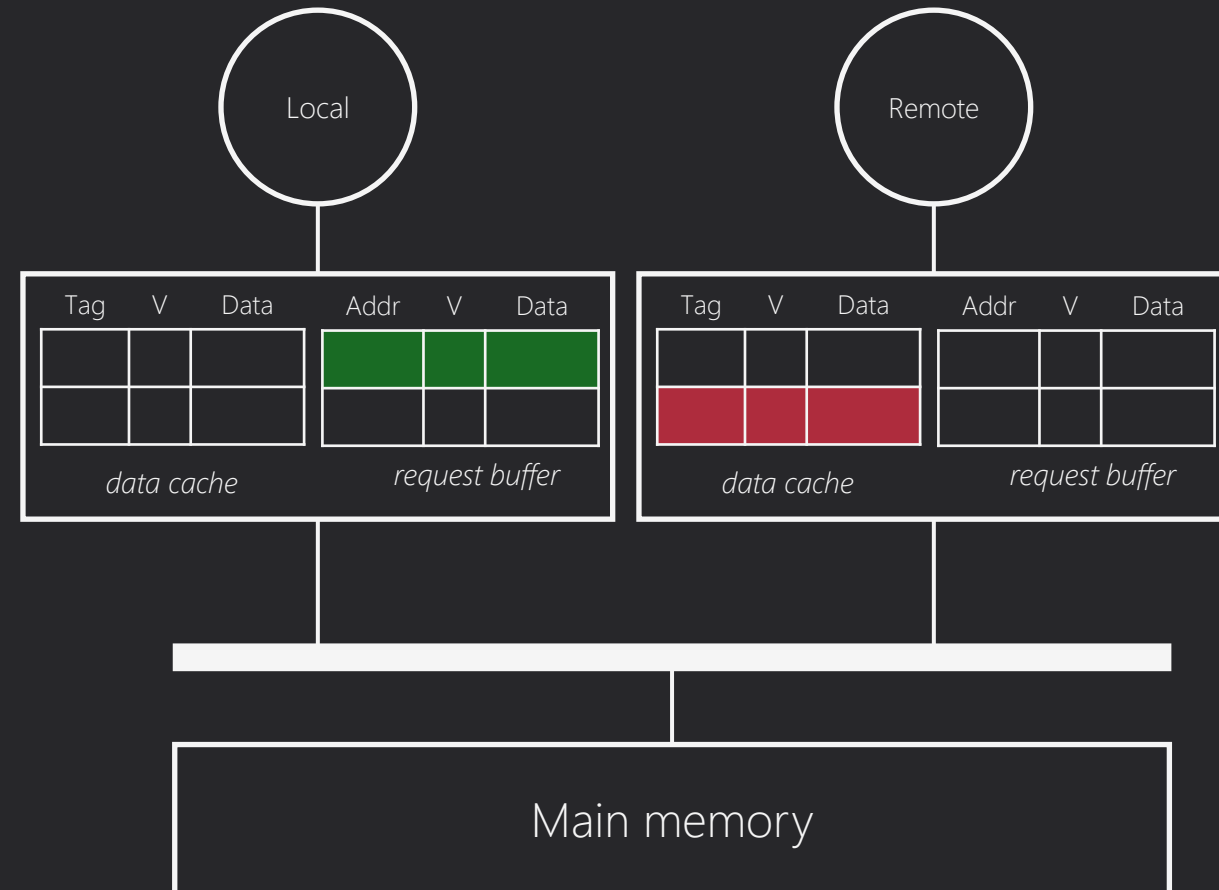 Local Remote
Tag V Data Addr V Data Tag V Data Addr V Data
data cache request buffer data cache request buffer
Main memory